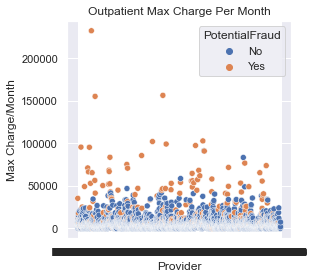 Outpatient Max Charge Per Month
PotentialFraud
No
Yes
200000
150000
100000
50000
0
Max Charge/Month
Provider